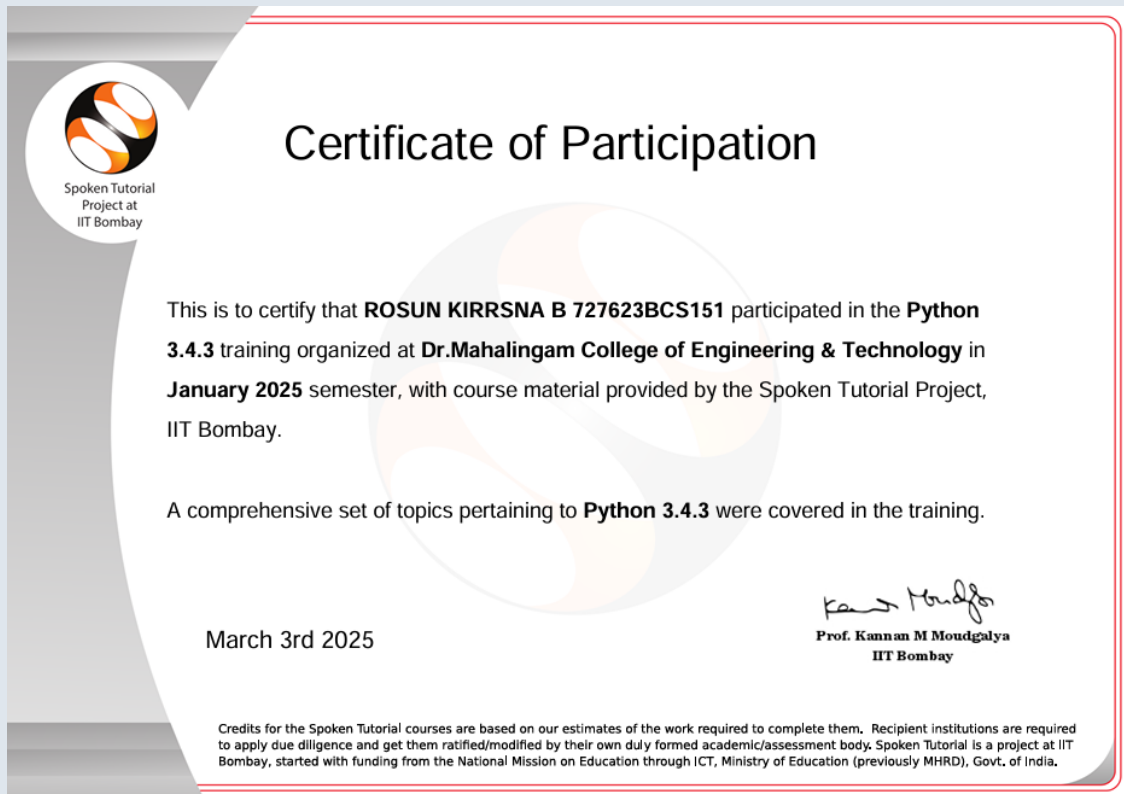 Spoken Tutorial
Project at
IIT Bombay
Certificate of Participation
This is to certify that ROSUN KIRRSNA B 727623BCS151 participated in the Python
3.4.3 training organized at Dr.Mahalingam College of Engineering & Technology in
January 2025 semester, with course material provided by the Spoken Tutorial Project,
IIT Bombay.
A comprehensive set of topics pertaining to Python 3.4.3 were covered in the training.
March 3rd 2025
Prof. Kannan M Moudgalya
IIT Bombay
Credits for the Spoken Tutorial courses are based on our estimates of the work required to complete them. Recipient institutions are required
to apply due diligence and get them ratified/modified by their own duly formed academic/assessment body. Spoken Tutorial is a project at IIT
Bombay, started with funding from the National Mission on Education through ICT, Ministry of Education (previously MHRD), Govt. of India.